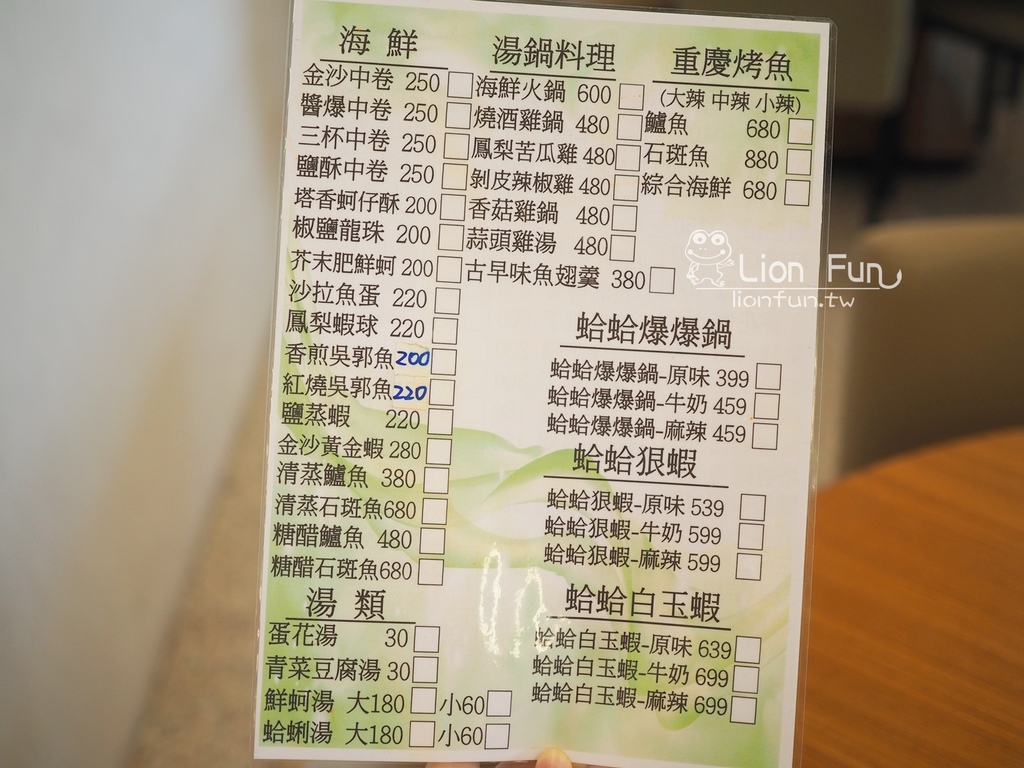 海鮮
金沙中卷 250
醬爆中卷 250
三杯中卷 250
鹽酥中卷 250
塔香蚵仔酥 200
椒鹽龍珠 200
芥末肥鮮蚵 200
沙拉魚蛋 220
鳳梨蝦球 220
香煎吳郭魚 200
紅燒吳郭魚 220
鹽蒸蝦 220
金沙黃金蝦 280
清蒸鱸魚 380
清蒸石斑魚 680
糖醋鱸魚 480
糖醋石斑魚 680
湯類
蛋花湯 30
青菜豆腐湯 30
鮮蚵湯 大180 小60
蛤蜊湯 大180 小60
湯鍋料理
海鮮火鍋 600
燒酒雞鍋 480
鳳梨苦瓜雞 480
剝皮辣椒雞 480
香菇雞鍋 480
蒜頭雞湯 480
古早味魚翅羹 380
重慶烤魚
(大辣 中辣 小辣)
鱸魚 680
石斑魚 880
綜合海鮮 680
蛤蛤爆爆鍋
蛤蛤爆爆鍋-原味 399
蛤蛤爆爆鍋-牛奶 459
蛤蛤爆爆鍋-麻辣 459
蛤蛤狠蝦
蛤蛤狠蝦-原味 539
蛤蛤狠蝦-牛奶 599
蛤蛤狠蝦-麻辣 599
蛤蛤白玉蝦
蛤蛤白玉蝦-原味 639
蛤蛤白玉蝦-牛奶 699
蛤蛤白玉蝦-麻辣 699
Lion Fun
lionfun.tw